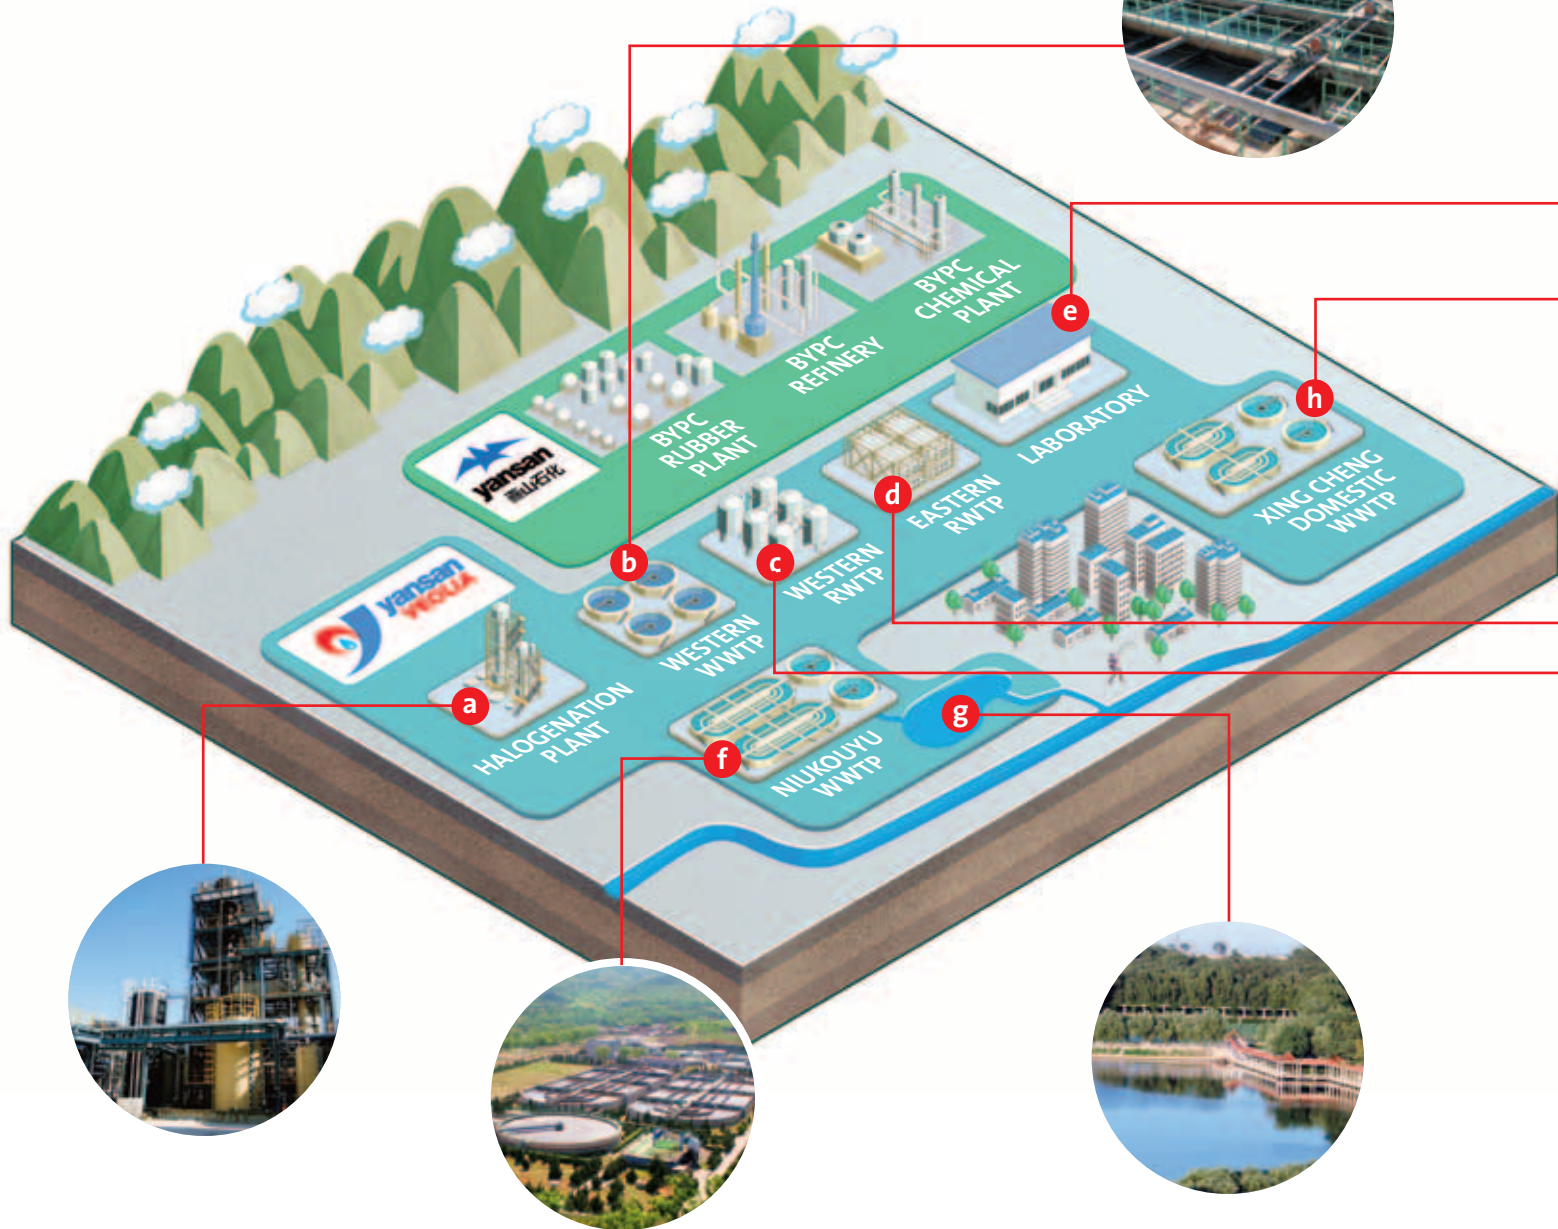 BYPC
CHEMICAL
PLANT
e
BYPC
REFINERY
h
BYPC
RUBBER
PLANT
yansan
燕山石化
LABORATORY
XING CHENG
DOMESTIC
WWTP
d
EASTERN
RWTP
b
c
WESTERN
RWTP
yansan
VEOLIA
WESTERN
WWTP
a
HALOGENATION
PLANT
g
f
NIUKOUYU
WWTP